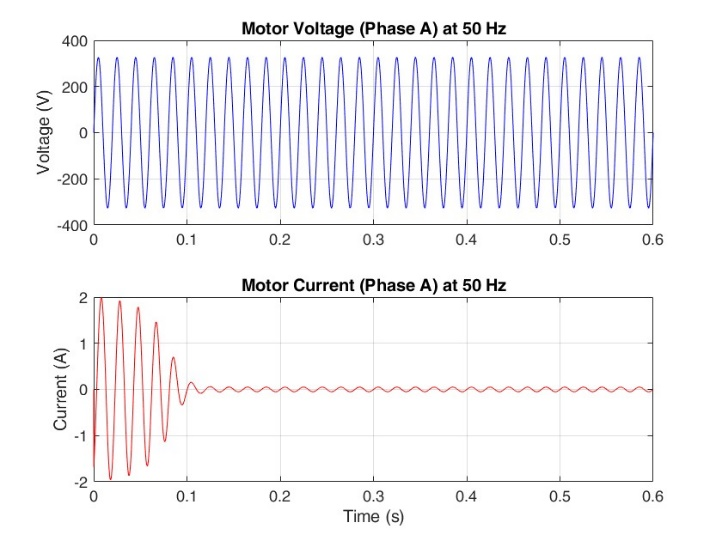 Motor Voltage (Phase A) at 50 Hz
400
200
0
-200
-400
Voltage (V)
0 0.1 0.2 0.3 0.4 0.5 0.6
Motor Current (Phase A) at 50 Hz
2
1
0
-1
-2
Current (A)
0 0.1 0.2 0.3 0.4 0.5 0.6
Time (s)